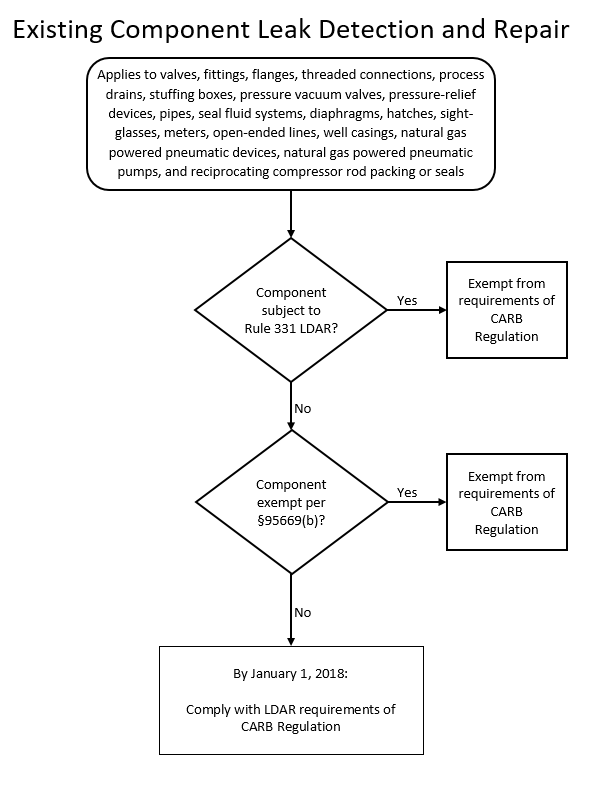 Existing Component Leak Detection and Repair
Applies to valves, fittings, flanges, threaded connections, process
drains, stuffing boxes, pressure vacuum valves, pressure-relief
devices, pipes, seal fluid systems, diaphragms, hatches, sight-
glasses, meters, open-ended lines, well casings, natural gas
powered pneumatic devices, natural gas powered pneumatic
pumps, and reciprocating compressor rod packing or seals
Component
subject to
Rule 331 LDAR?
Yes
Exempt from
requirements of
CARB
Regulation
No
Component
exempt per
§95669(b)?
Yes
Exempt from
requirements of
CARB
Regulation
No
By January 1, 2018:
Comply with LDAR requirements of
CARB Regulation